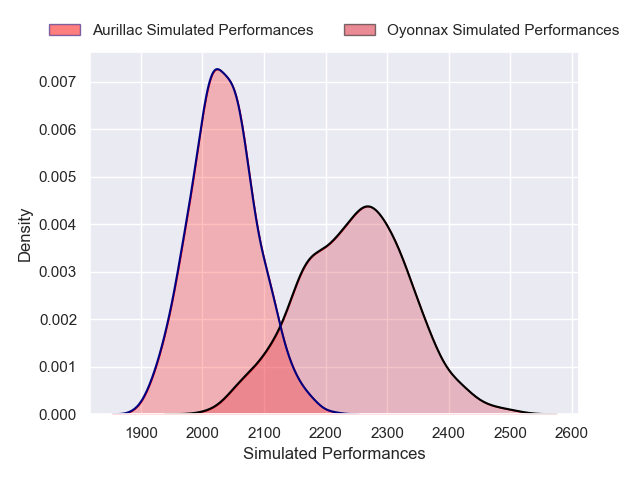 Aurillac Simulated Performances
Oyonnax Simulated Performances
0.007
0.006
0.005
0.004
0.003
0.002
0.001
0.000
Density
1900 2000 2100 2200 2300 2400 2500 2600
Simulated Performances